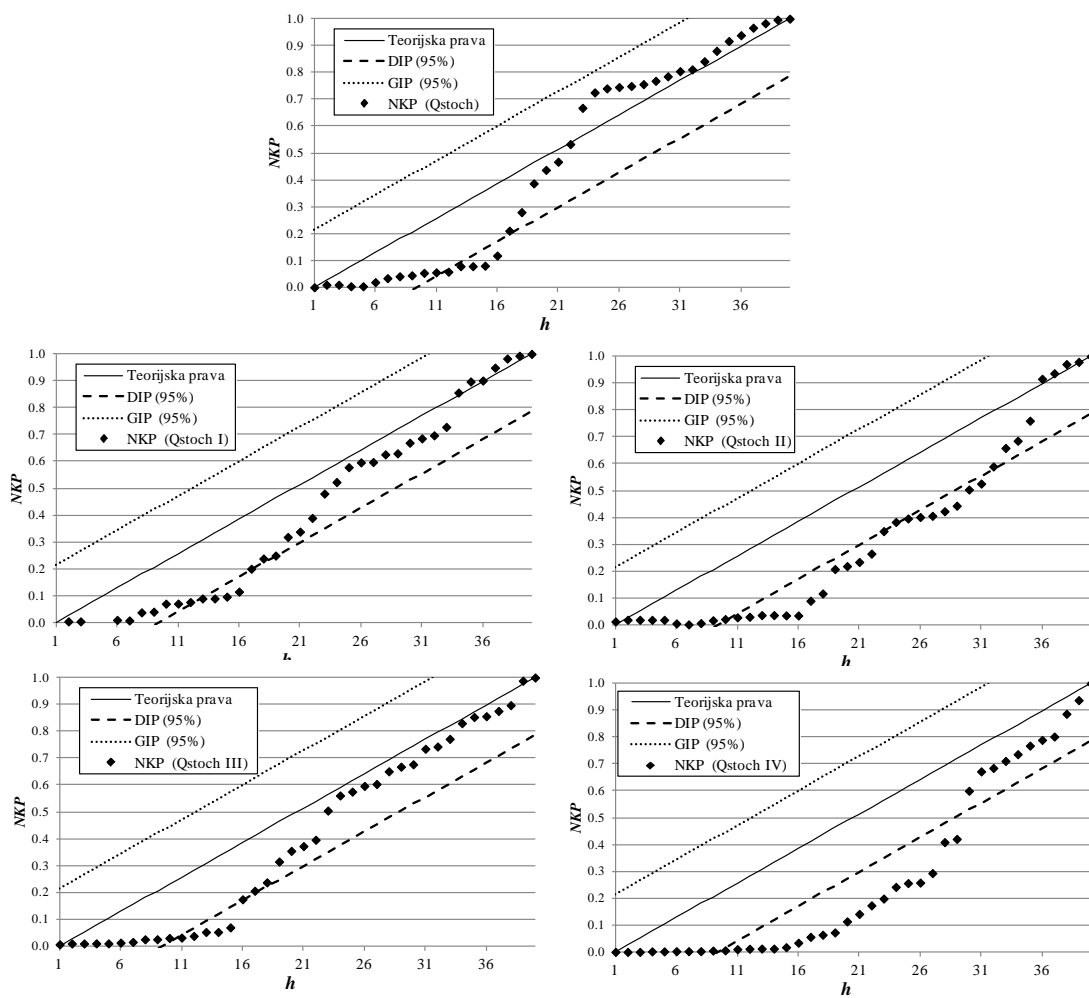 1.0
0.9
0.8
0.7
0.6
0.5
0.4
0.3
0.2
0.1
0.0
NKP
Teorijska prava
DIP (95%)
GIP (95%)
NKP (Qstoch)
1 6 11 16 21 26 31 36
h
1.0
0.9
0.8
0.7
0.6
0.5
0.4
0.3
0.2
0.1
0.0
NKP
Teorijska prava
DIP (95%)
GIP (95%)
NKP (Qstoch I)
1 6 11 16 21 26 31 36
h
1.0
0.9
0.8
0.7
0.6
0.5
0.4
0.3
0.2
0.1
0.0
NKP
Teorijska prava
DIP (95%)
GIP (95%)
NKP (Qstoch II)
1 6 11 16 21 26 31 36
h
1.0
0.9
0.8
0.7
0.6
0.5
0.4
0.3
0.2
0.1
0.0
NKP
Teorijska prava
DIP (95%)
GIP (95%)
NKP (Qstoch III)
1 6 11 16 21 26 31 36
h
1.0
0.9
0.8
0.7
0.6
0.5
0.4
0.3
0.2
0.1
0.0
NKP
Teorijska prava
DIP (95%)
GIP (95%)
NKP (Qstoch IV)
1 6 11 16 21 26 31 36
h